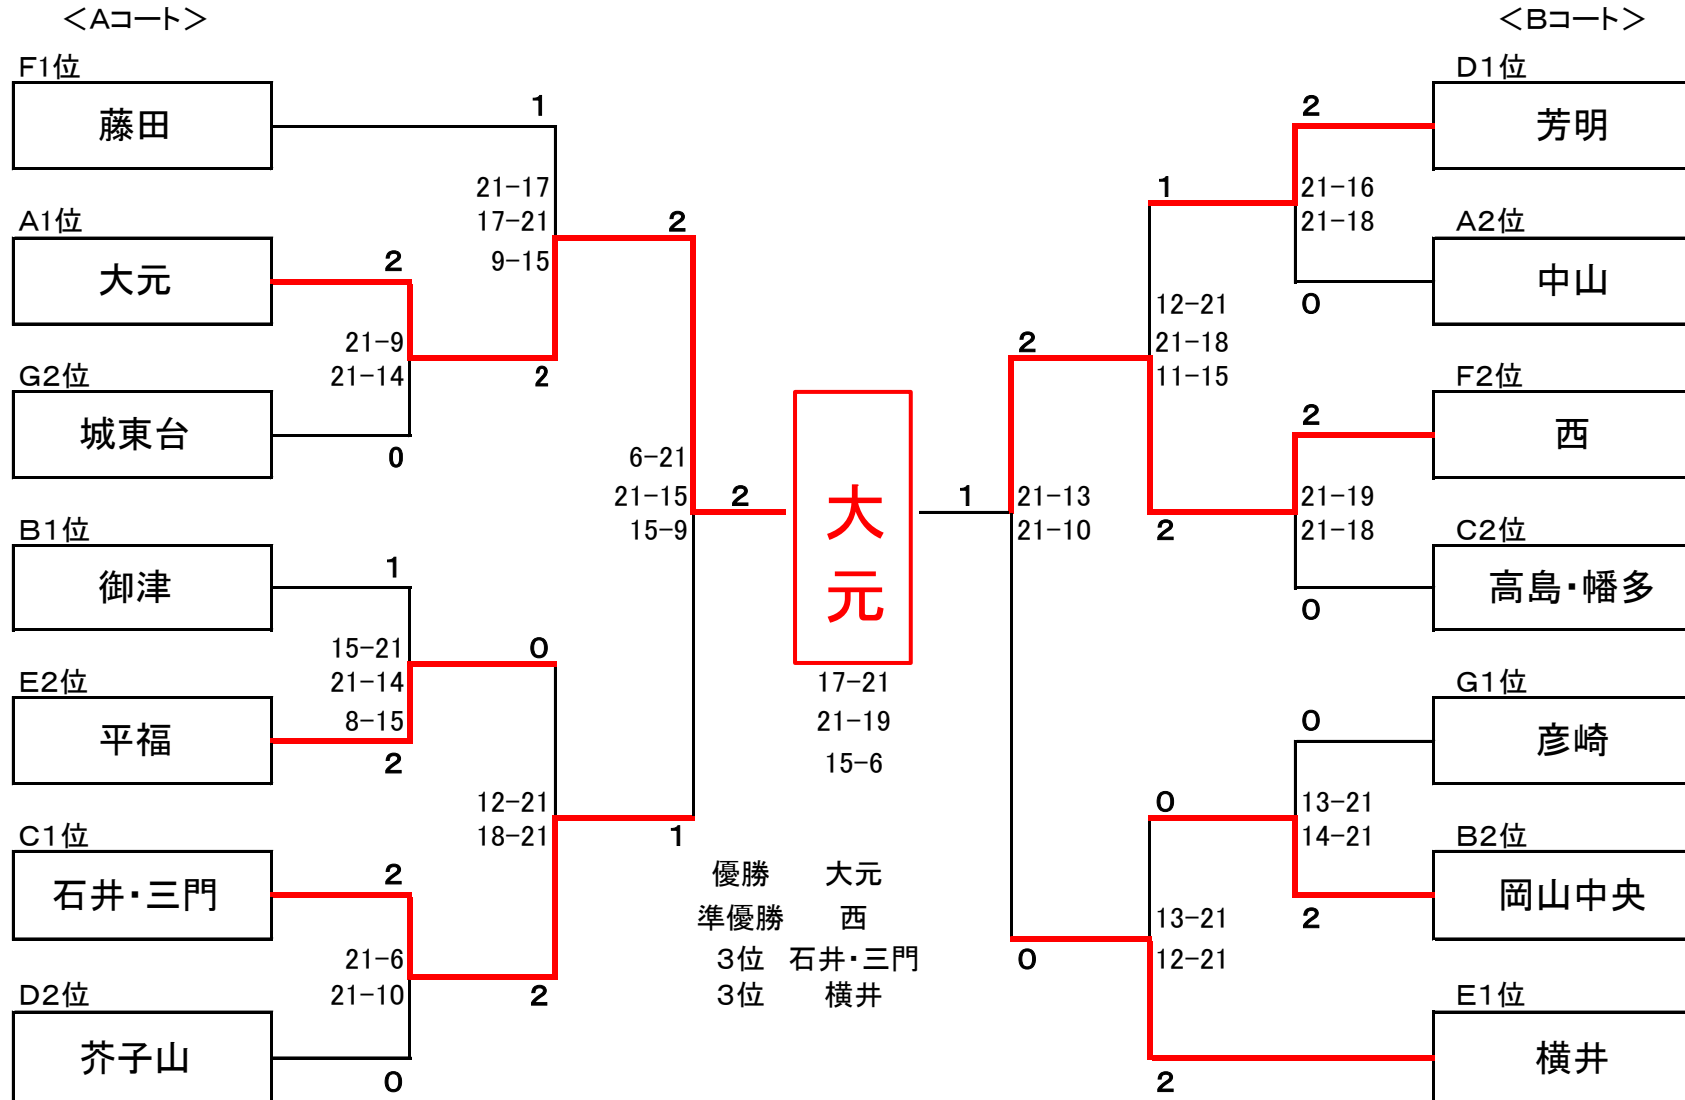 ＜Aコート＞
＜Bコート＞
F1位
藤田
1
21-17
17-21
9-15
A1位
大元
2
21-9
21-14
2
G2位
城東台
0
2
B1位
御津
1
15-21
21-14
8-15
0
E2位
平福
2
12-21
18-21
C1位
石井・三門
2
21-6
21-10
2
D2位
芥子山
0
1
6-21
21-15
15-9
2
大元
17-21
21-19
15-6
1
優勝 大元
準優勝 西
3位 石井・三門
3位 横井
D1位
芳明
2
21-16
21-18
A2位
中山
0
1
12-21
21-18
11-15
2
21-13
21-10
F2位
西
2
21-19
21-18
2
C2位
高島・幡多
0
G1位
彦崎
0
13-21
14-21
0
B2位
岡山中央
2
13-21
12-21
0
E1位
横井
2